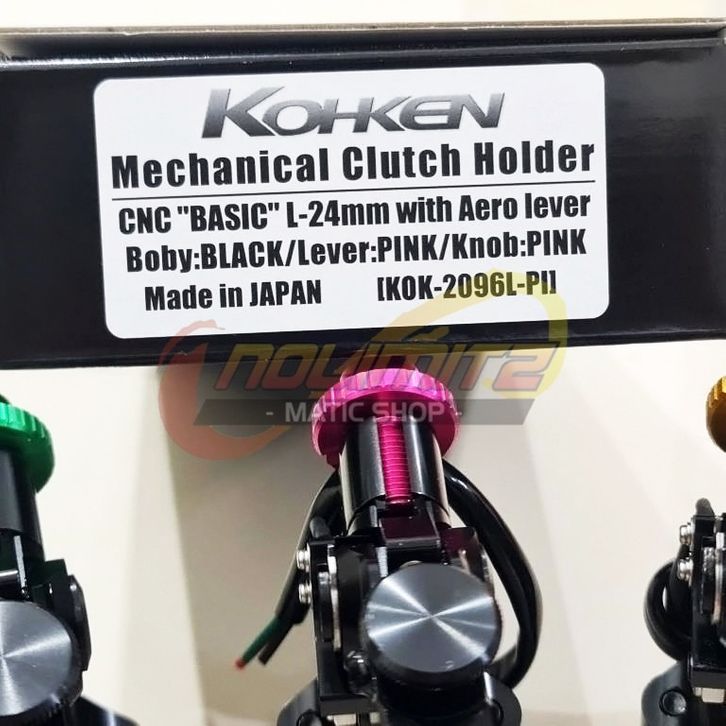 KOHKEN
Mechanical Clutch Holder
CNC "BASIC" L-24mm with Aero lever
Boby:BLACK/Lever:PINK/Knob:PINK
Made in JAPAN [KOK-2096L-PI]
NOLIMIT2
- MATIC SHOP -